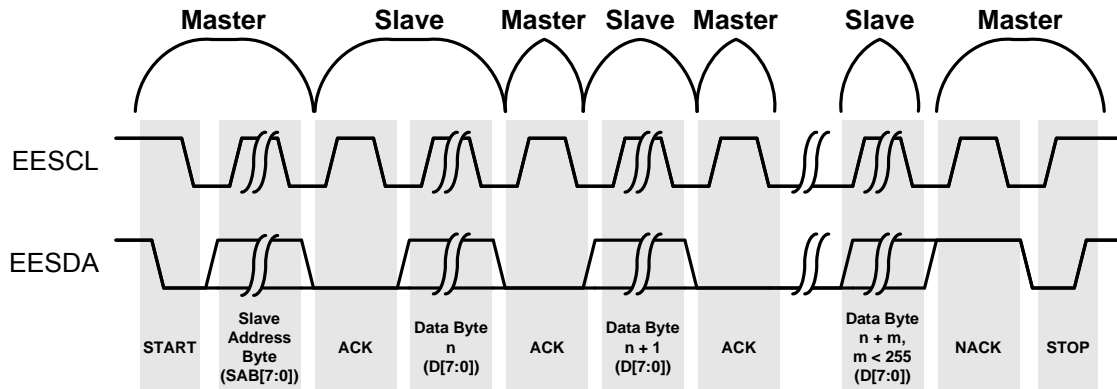 Master
Slave
Master
Slave
Master
Slave
Master
EESCL
EESDA
START
Slave
Address
Byte
(SAB[7:0])
ACK
Data Byte
n
(D[7:0])
ACK
Data Byte
n + 1
(D[7:0])
ACK
Data Byte
n + m,
m < 255
(D[7:0])
NACK
STOP